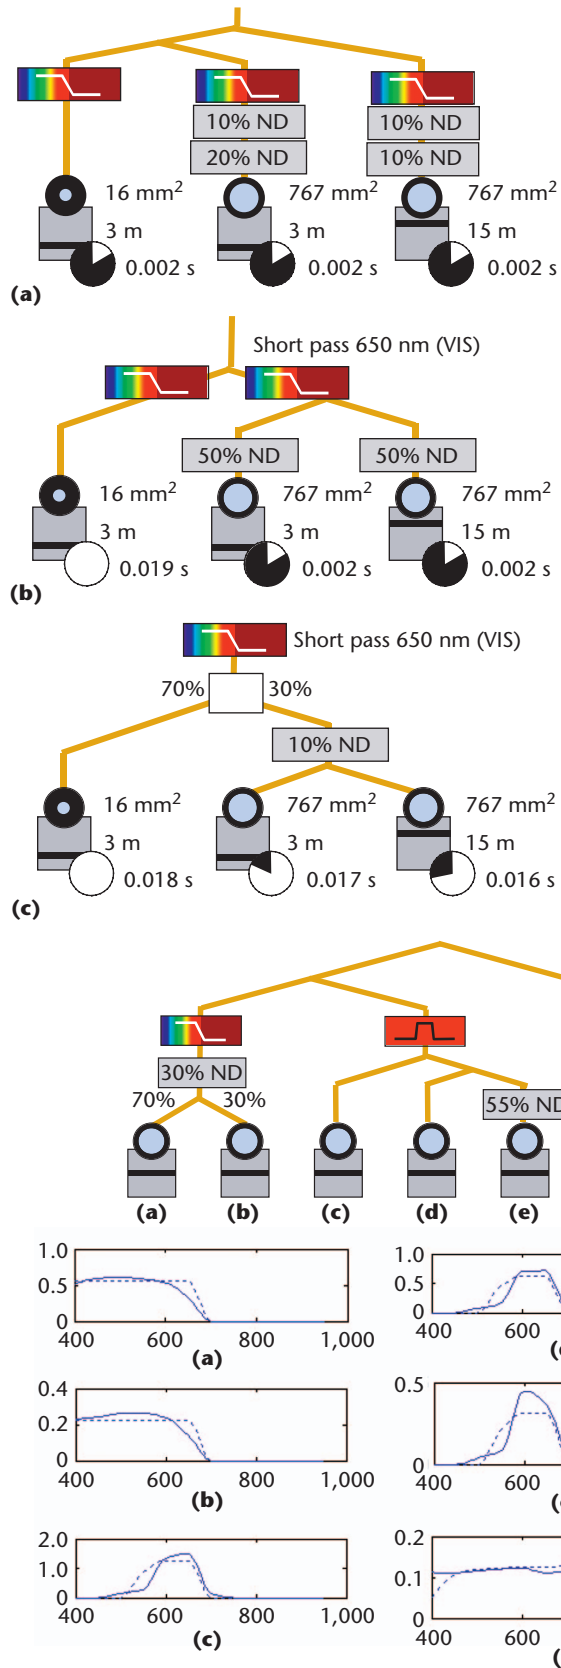 10% ND 10% ND
20% ND 10% ND
16 mm² 767 mm² 767 mm²
3 m 3 m 15 m
0.002 s 0.002 s 0.002 s
(a)
Short pass 650 nm (VIS)
50% ND 50% ND
16 mm² 767 mm² 767 mm²
3 m 3 m 15 m
0.019 s 0.002 s 0.002 s
(b)
Short pass 650 nm (VIS)
70% 30%
10% ND
16 mm² 767 mm² 767 mm²
3 m 3 m 15 m
0.018 s 0.017 s 0.016 s
(c)
30% ND
70% 30% 55% ND
(a) (b) (c) (d) (e)
1.0
0.5
0
400 600 800 1,000
(a)
1.0
0.5
0
400 600
0.4
0.2
0
400 600 800 1,000
(b)
0.5
0
400 600
2.0
1.0
0
400 600 800 1,000
(c)
0.2
0.1
0
400 600